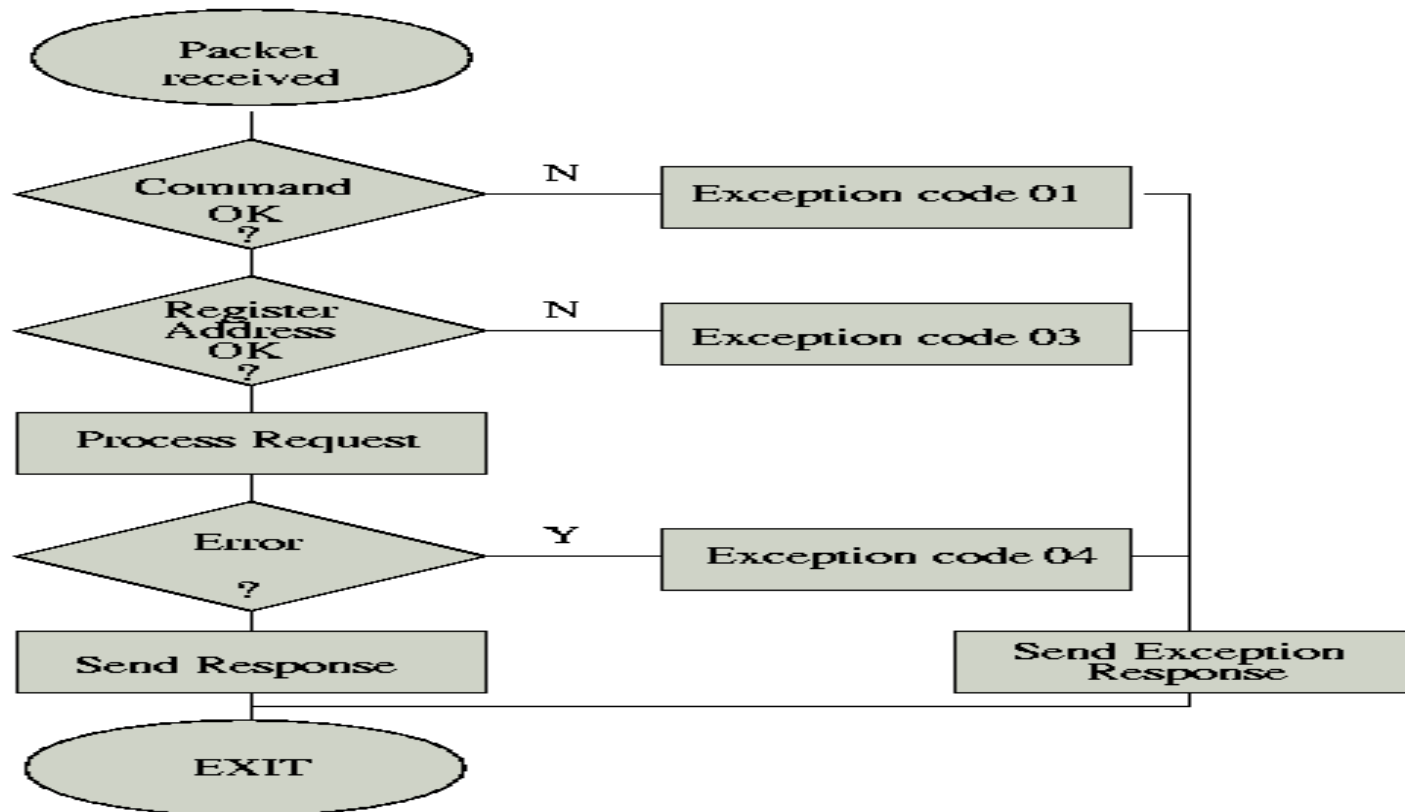 Packet
received
Command
OK
?
N
Exception code 01
Register
Address
OK
?
N
Exception code 03
Process Request
Error
?
Y
Exception code 04
Send Response
Send Exception
Response
EXIT